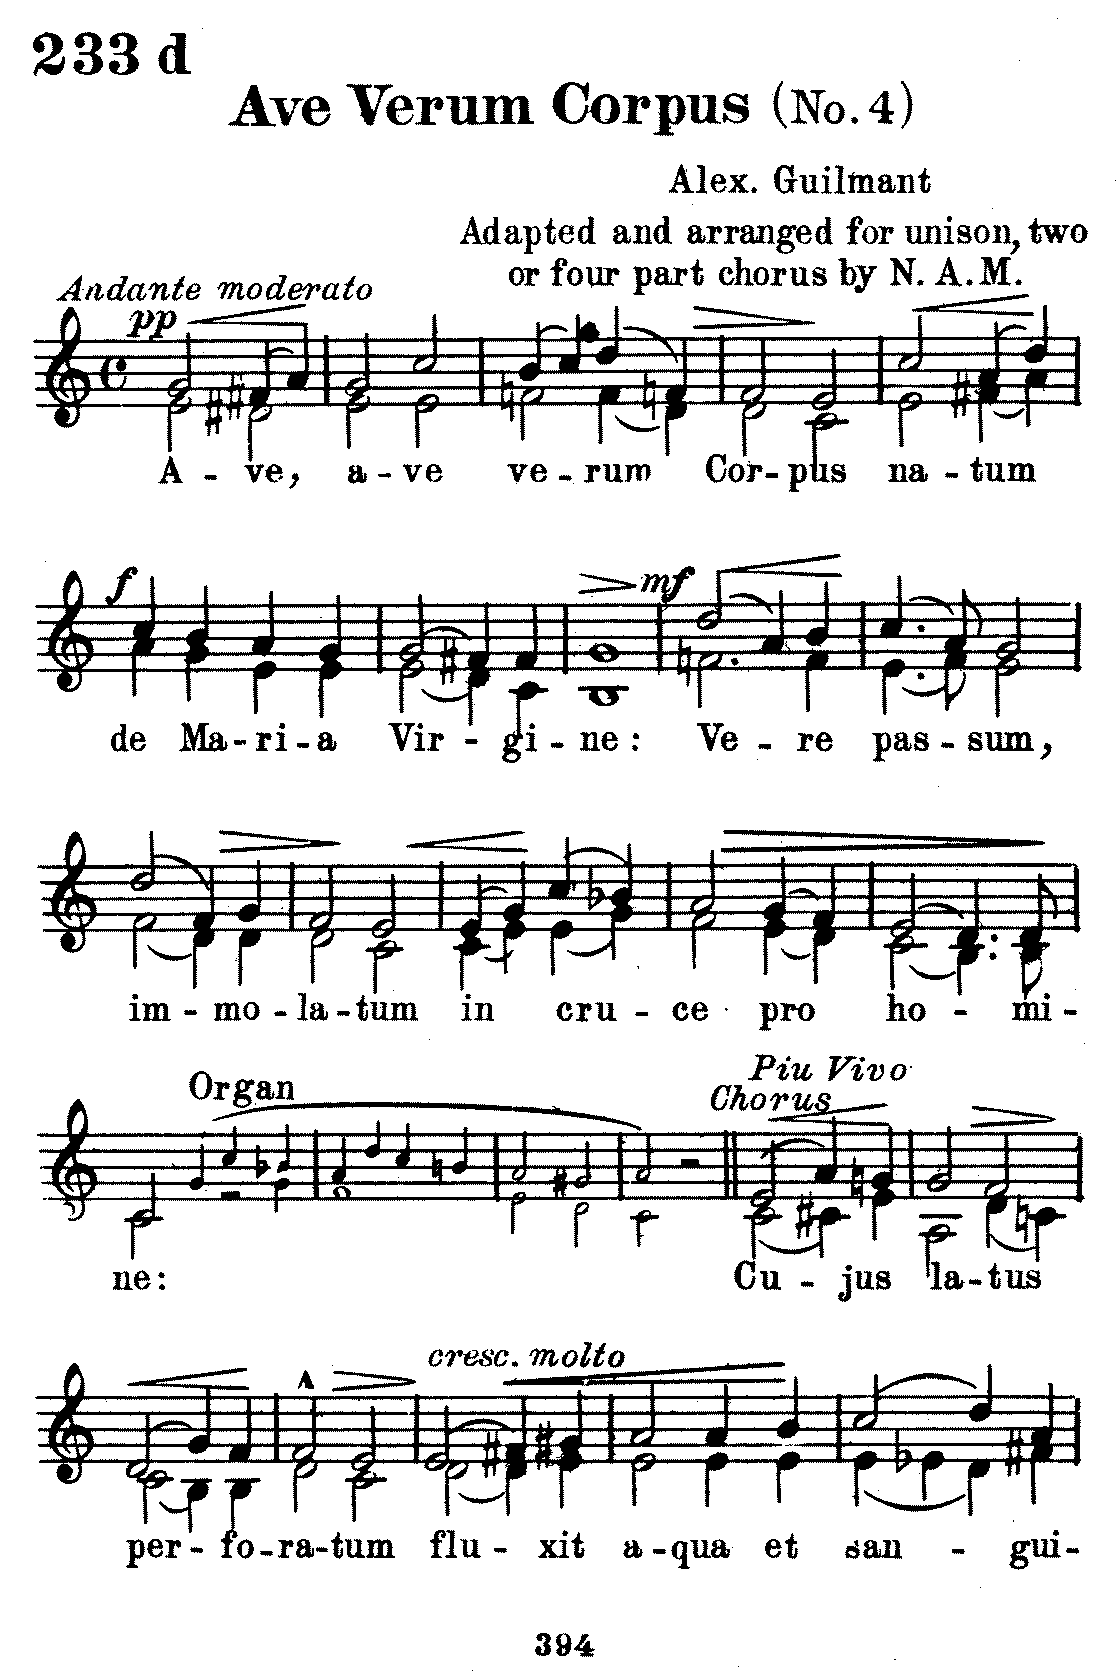 233 d
Ave Verum Corpus (No. 4)
Alex. Guilmant
Adapted and arranged for unison, two
or four part chorus by N. A. M.
Andante moderato
pp
A - ve, a - ve ve - rum Cor - pus na - tum
f mf
de Ma - ri - a Vir - gi - ne: Ve - re pas - sum,
im - mo - la - tum in cru - ce pro ho - mi -
Piu Vivo
Organ Chorus
ne: Cu - jus la - tus
cresc. molto
per - fo - ra - tum flu - xit a - qua et san - gui -
394